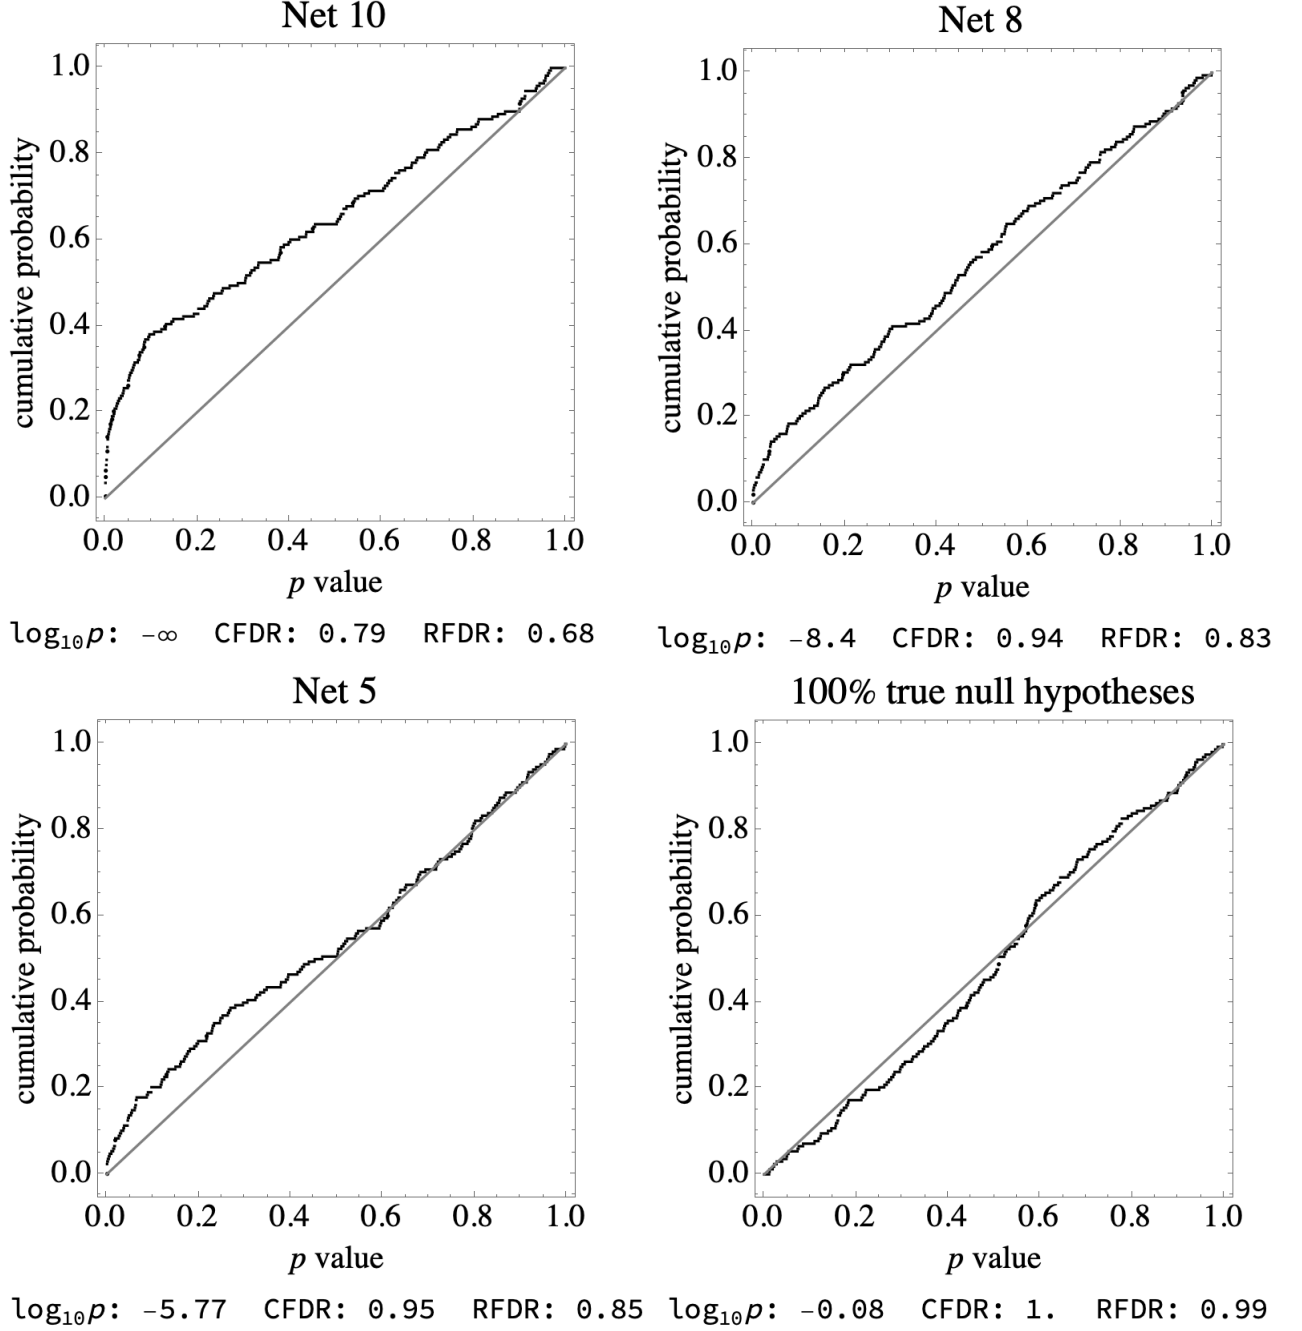 Net 10
1.0
0.8
0.6
0.4
0.2
0.0
cumulative probability
0.0 0.2 0.4 0.6 0.8 1.0
p value
log₁₀p: −∞ CFDR: 0.79 RFDR: 0.68
Net 8
1.0
0.8
0.6
0.4
0.2
0.0
cumulative probability
0.0 0.2 0.4 0.6 0.8 1.0
p value
log₁₀p: −8.4 CFDR: 0.94 RFDR: 0.83
Net 5
1.0
0.8
0.6
0.4
0.2
0.0
cumulative probability
0.0 0.2 0.4 0.6 0.8 1.0
p value
log₁₀p: −5.77 CFDR: 0.95 RFDR: 0.85
100% true null hypotheses
1.0
0.8
0.6
0.4
0.2
0.0
cumulative probability
0.0 0.2 0.4 0.6 0.8 1.0
p value
log₁₀p: −0.08 CFDR: 1. RFDR: 0.99